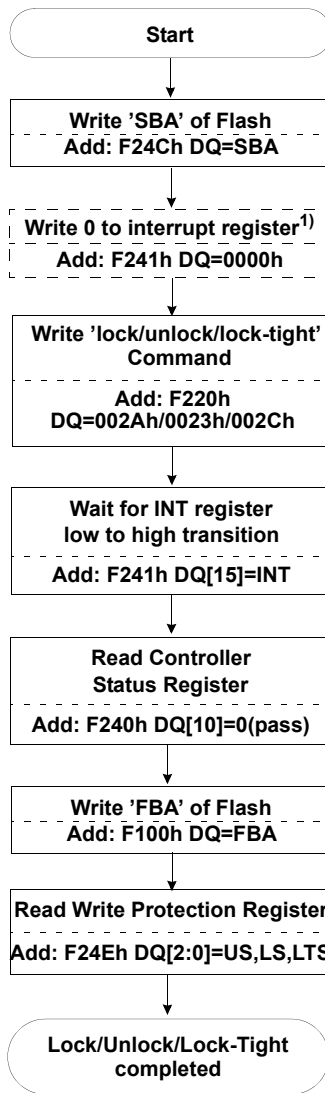 Start
Write ’SBA’ of Flash
Add: F24Ch DQ=SBA
Write 0 to interrupt register1)
Add: F241h DQ=0000h
Write ’lock/unlock/lock-tight’
Command
Add: F220h
DQ=002Ah/0023h/002Ch
Wait for INT register
low to high transition
Add: F241h DQ[15]=INT
Read Controller
Status Register
Add: F240h DQ[10]=0(pass)
Write ’FBA’ of Flash
Add: F100h DQ=FBA
Read Write Protection Register
Add: F24Eh DQ[2:0]=US,LS,LTS
Lock/Unlock/Lock-Tight
completed